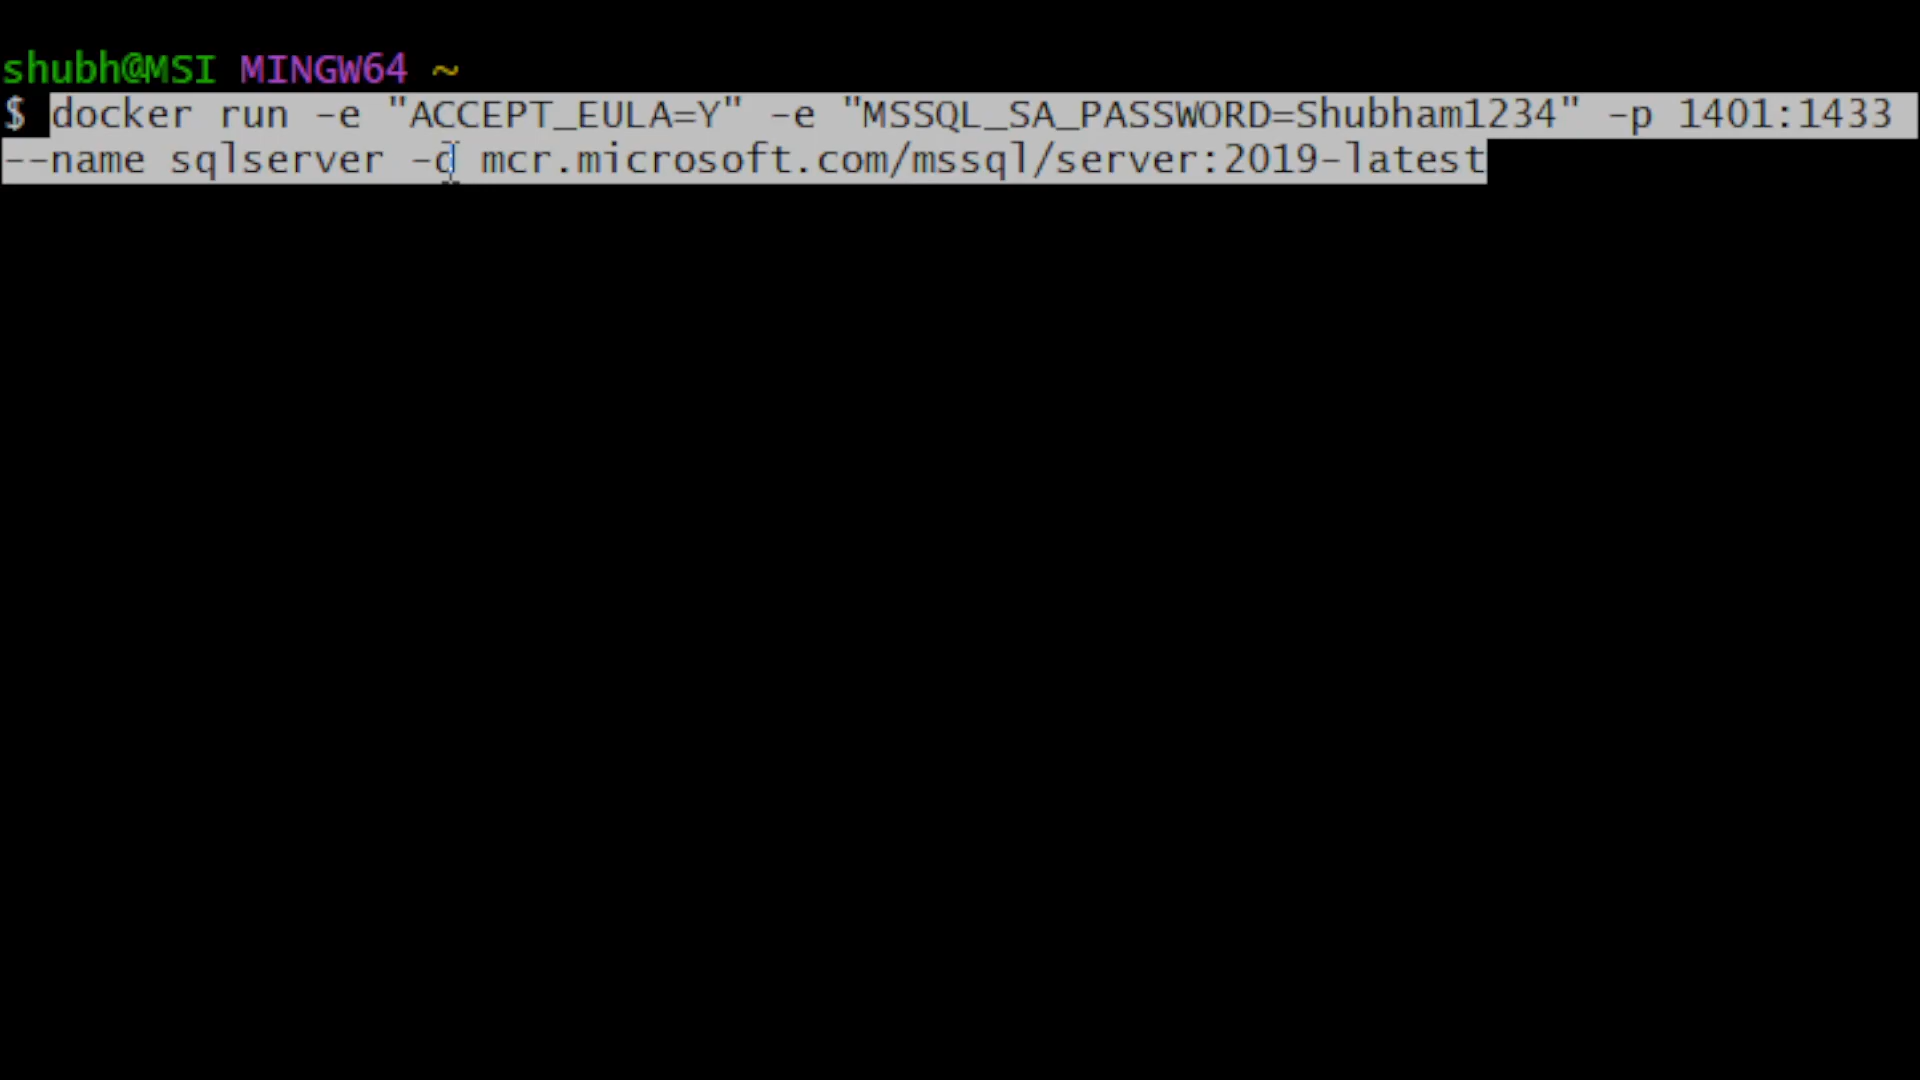 shubh@MSI MINGW64 ~
$ docker run -e "ACCEPT_EULA=Y" -e "MSSQL_SA_PASSWORD=Shubham1234" -p 1401:1433
--name sqlserver -d mcr.microsoft.com/mssql/server:2019-latest